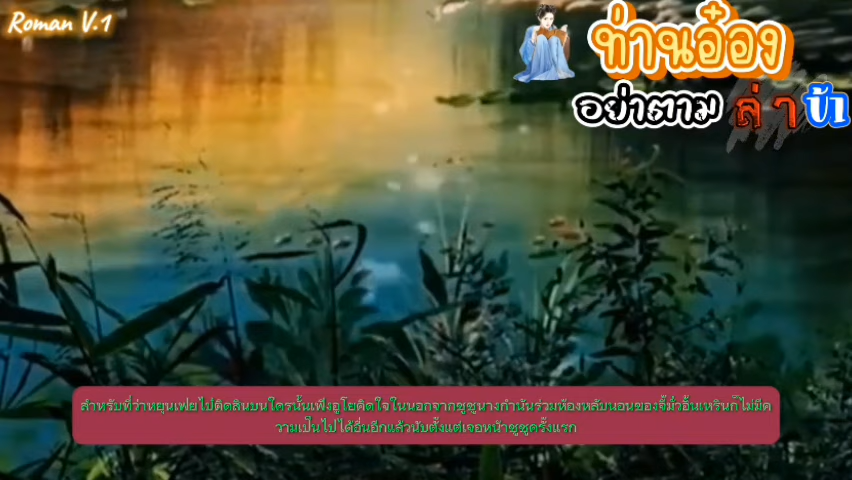 Roman V.1
ท่านอ๋อง
อย่าตาม ล่า ข้า
สำหรับที่ว่าหยุนเฟยไปติดสินบนใครนั้นเฟิงอูโยคิดใจในนอกจากซูซูนางกำนันร่วมห้องหลับนอนของจี้มั่วอื้นเหรินก็ไม่มีค
วามเป็นไปได้อื่นอีกแล้วนับตั้งแต่เจอหน้าซูซูครั้งแรก